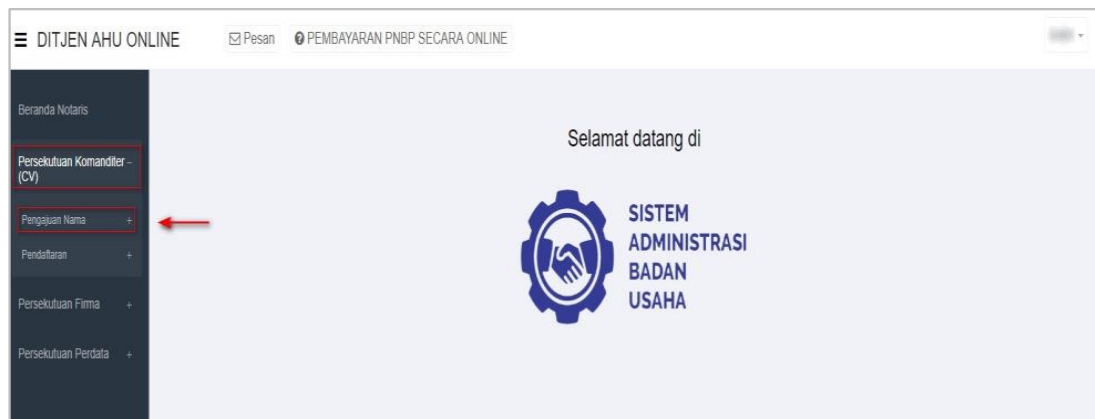 DITJEN AHU ONLINE
Pesan
PEMBAYARAN PNBP SECARA ONLINE
Beranda Notaris
Persekutuan Komanditer –
(CV)
Pengajuan Nama +
Pendaftaran +
Persekutuan Firma +
Persekutuan Perdata +
Selamat datang di
SISTEM
ADMINISTRASI
BADAN
USAHA